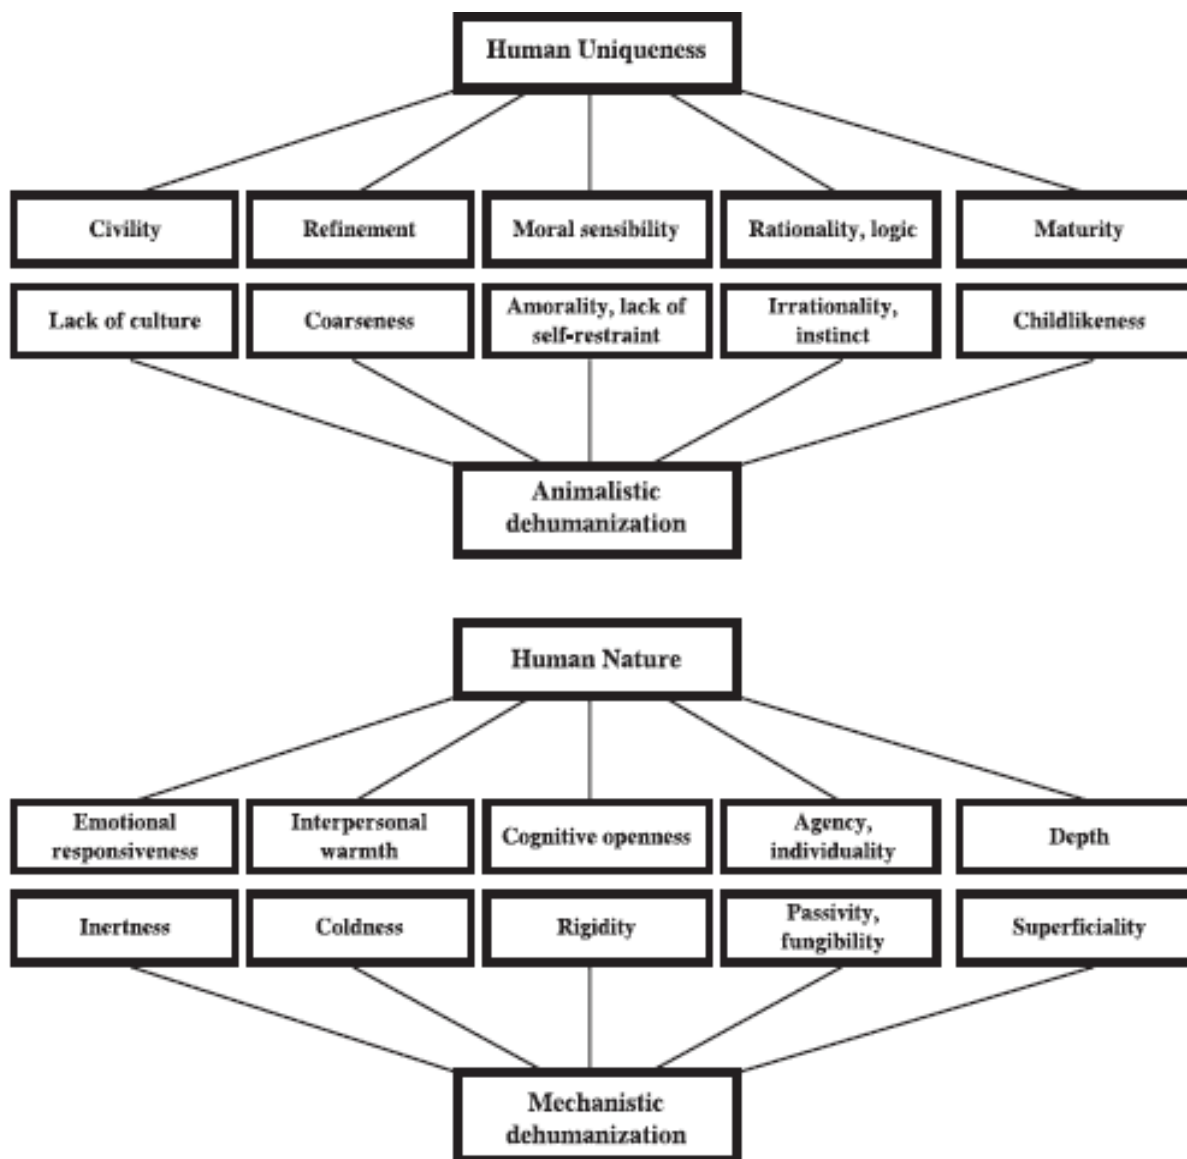 Human Uniqueness
Civility
Refinement
Moral sensibility
Rationality, logic
Maturity
Lack of culture
Coarseness
Amorality, lack of
self-restraint
Irrationality,
instinct
Childlikeness
Animalistic
dehumanization
Human Nature
Emotional
responsiveness
Interpersonal
warmth
Cognitive openness
Agency,
individuality
Depth
Inertness
Coldness
Rigidity
Passivity,
fungibility
Superficiality
Mechanistic
dehumanization